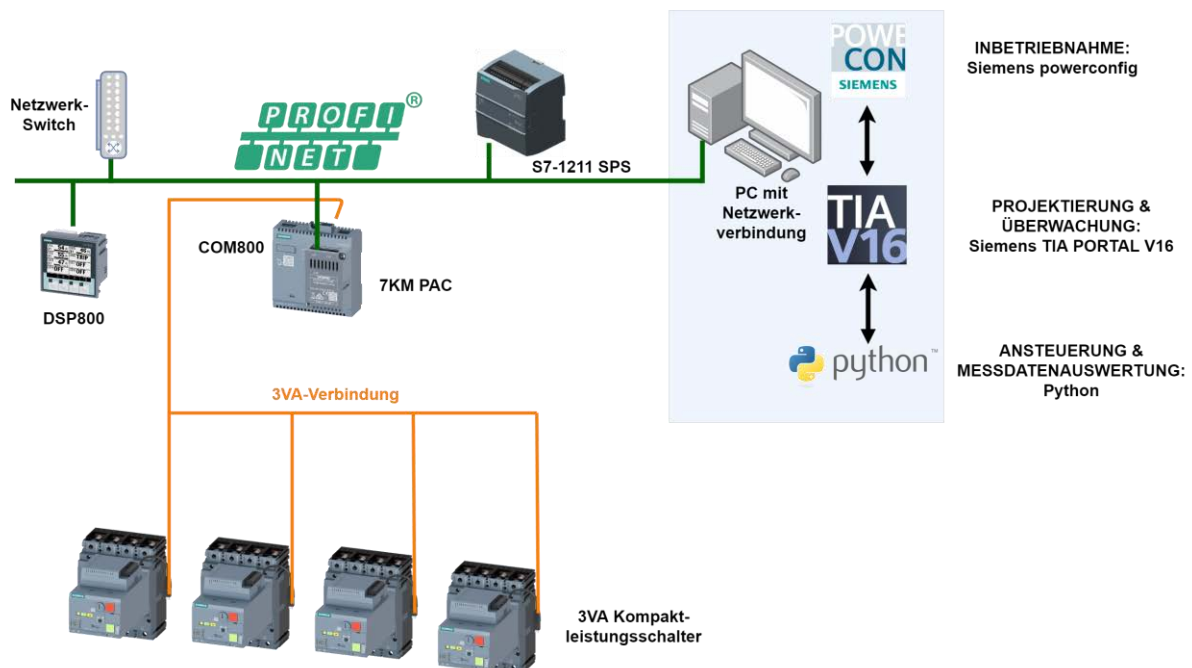 Netzwerk-
Switch
PROFI
NET
®
S7-1211 SPS
COM800
7KM PAC
DSP800
POWE
CON
SIEMENS
PC mit
Netzwerk-
verbindung
TIA
V16
python™
INBETRIEBNAHME:
Siemens powerconfig
PROJEKTIERUNG &
ÜBERWACHUNG:
Siemens TIA PORTAL V16
ANSTEUERUNG &
MESSDATENAUSWERTUNG:
Python
3VA-Verbindung
3VA Kompakt-
leistungsschalter